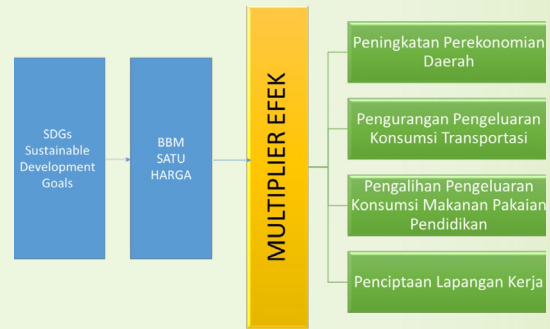 SDGs
Sustainable
Development
Goals
BBM
SATU
HARGA
MULTIPLIER EFEK
Peningkatan Perekonomian
Daerah
Pengurangan Pengeluaran
Konsumsi Transportasi
Pengalihan Pengeluaran
Konsumsi Makanan Pakaian
Pendidikan
Penciptaan Lapangan Kerja